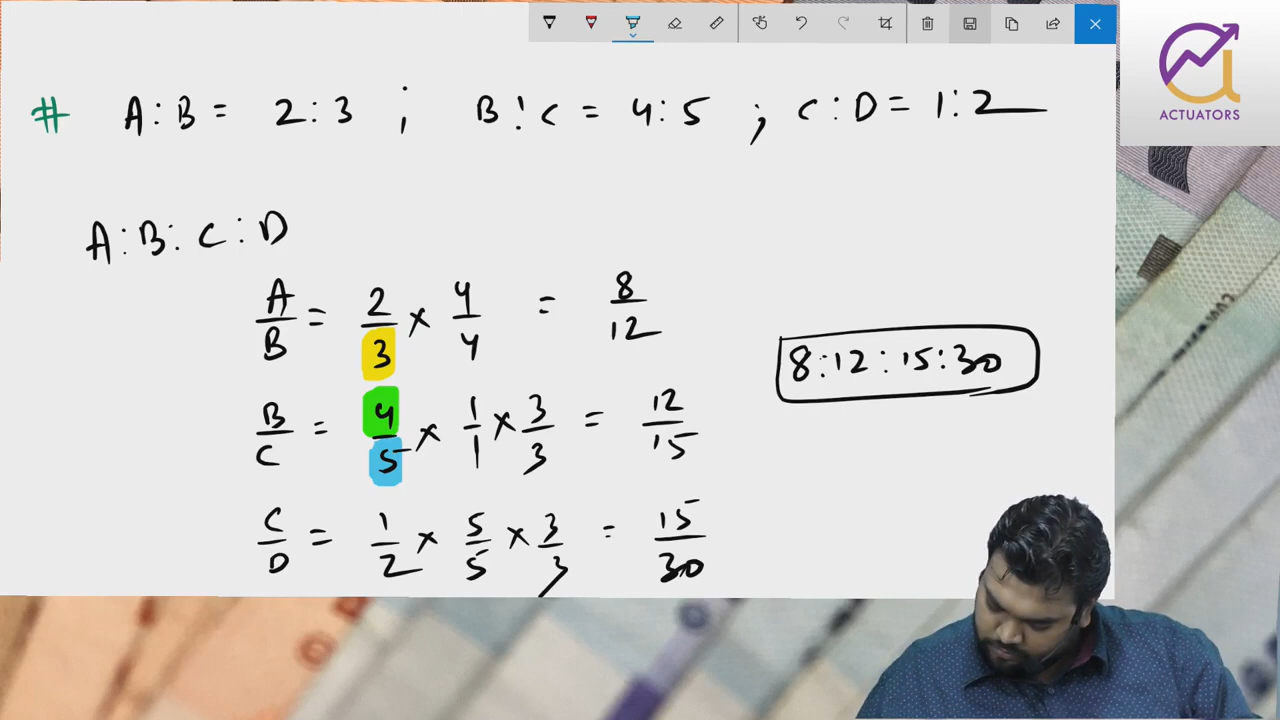 ACTUATORS
# A:B = 2:3 ; B:C = 4:5 ; C:D = 1:2
A:B:C:D
A/B = 2/3 × 4/4 = 8/12
8:12:15:30
B/C = 4/5 × 1/1 × 3/3 = 12/15
C/D = 1/2 × 5/5 × 3/3 = 15/30